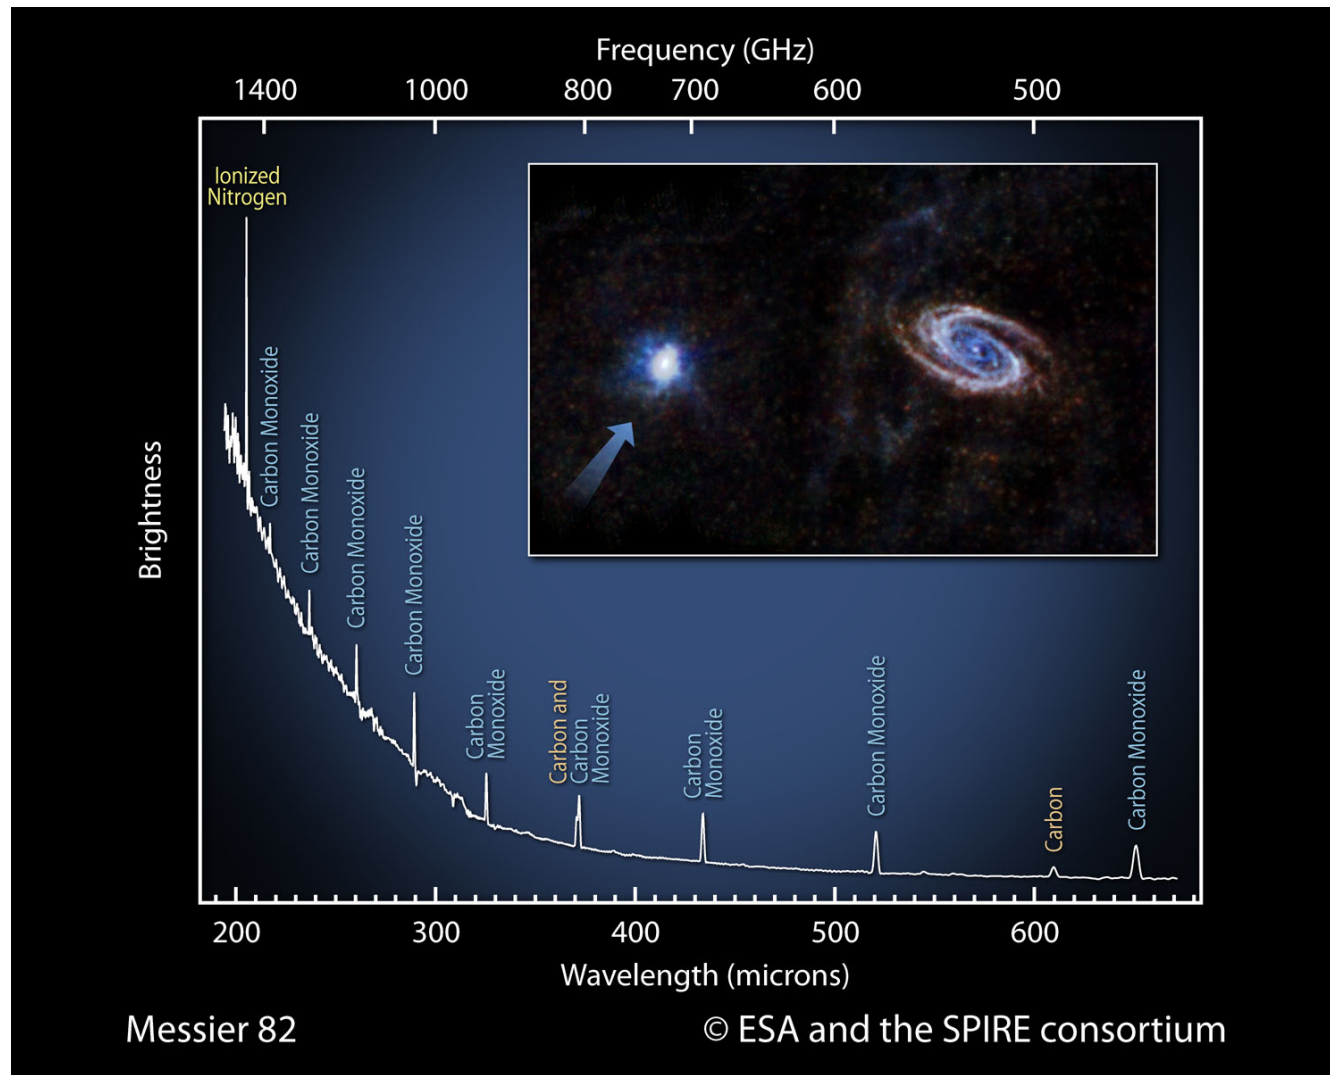 Frequency (GHz)
1400 1000 800 700 600 500
Ionized
Nitrogen
Carbon Monoxide
Carbon Monoxide
Carbon Monoxide
Carbon Monoxide
Carbon
Monoxide
Carbon and
Carbon
Monoxide
Carbon
Monoxide
Carbon Monoxide
Carbon
Carbon Monoxide
Brightness
200 300 400 500 600
Wavelength (microns)
Messier 82
© ESA and the SPIRE consortium